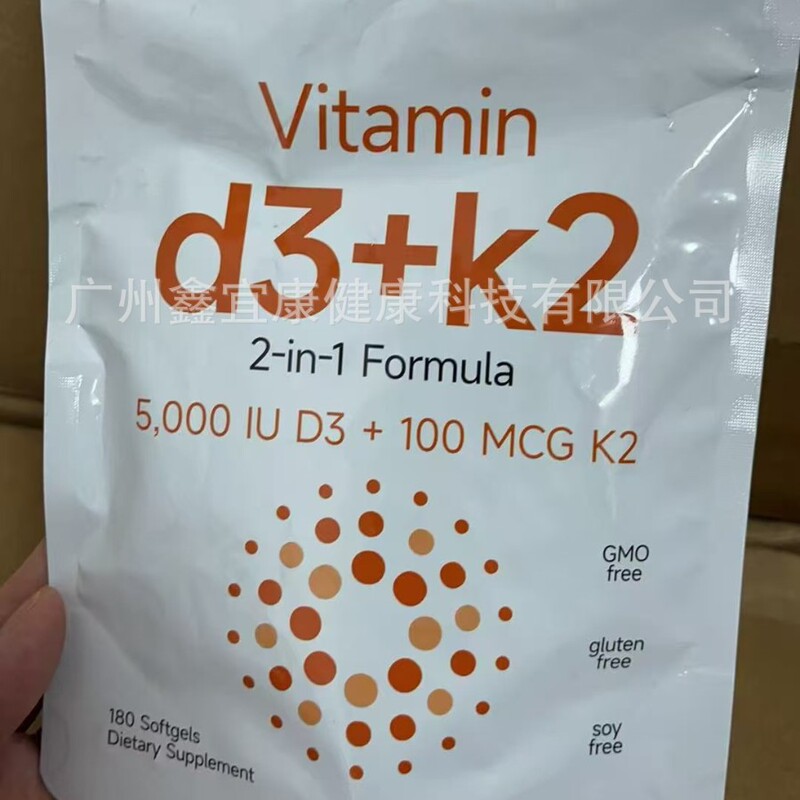 Vitamin
d3+k2
广州鑫宜康健康科技有限公司
2-in-1 Formula
5,000 IU D3 + 100 MCG K2
GMO
free
gluten
free
soy
free
180 Softgels
Dietary Supplement